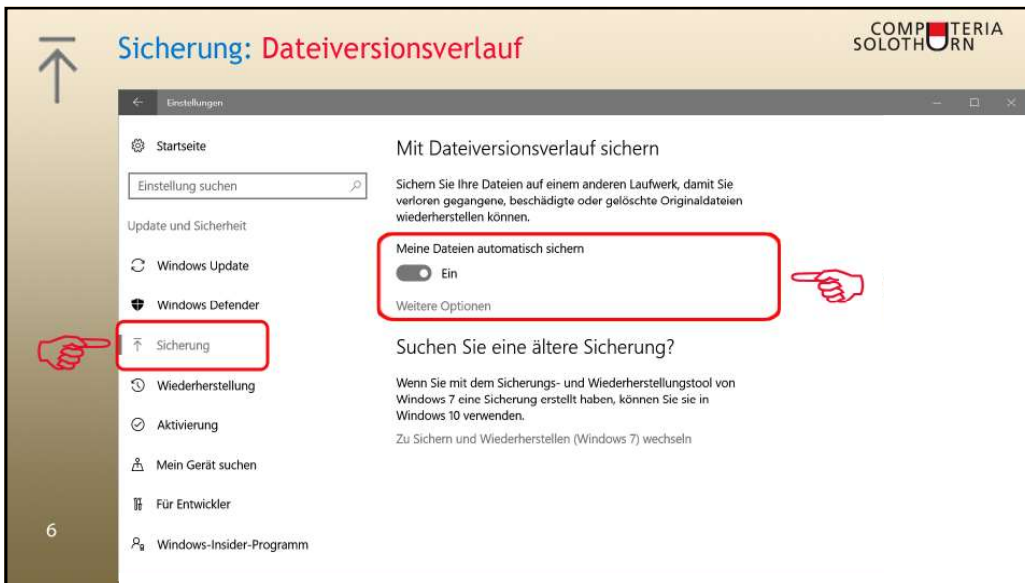 Sicherung: Dateiversionsverlauf
COMPUTERIA
SOLOTHURN
Einstellungen
Startseite
Einstellung suchen
Update und Sicherheit
Windows Update
Windows Defender
Sicherung
Wiederherstellung
Aktivierung
Mein Gerät suchen
Für Entwickler
Windows-Insider-Programm
Mit Dateiversionsverlauf sichern
Sichern Sie Ihre Dateien auf einem anderen Laufwerk, damit Sie
verloren gegangene, beschädigte oder gelöschte Originaldateien
wiederherstellen können.
Meine Dateien automatisch sichern
Ein
Weitere Optionen
Suchen Sie eine ältere Sicherung?
Wenn Sie mit dem Sicherungs- und Wiederherstellungstool von
Windows 7 eine Sicherung erstellt haben, können Sie sie in
Windows 10 verwenden.
Zu Sichern und Wiederherstellen (Windows 7) wechseln
6